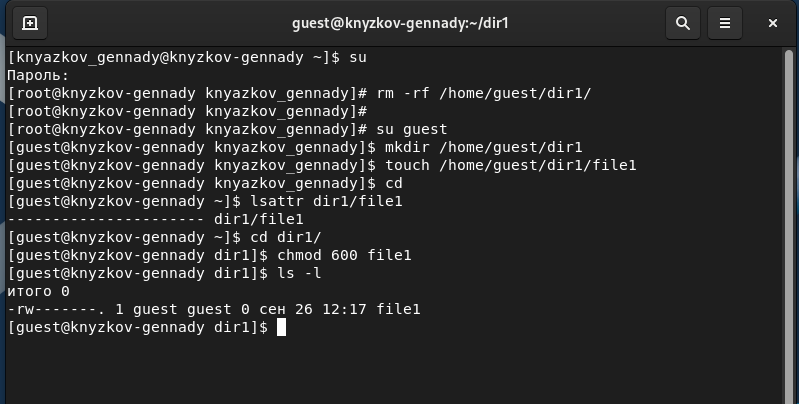 guest@knyzkov-gennady:~/dir1
[knyazkov_gennady@knyzkov-gennady ~]$ su
Пароль:
[root@knyzkov-gennady knyazkov_gennady]# rm -rf /home/guest/dir1/
[root@knyzkov-gennady knyazkov_gennady]#
[root@knyzkov-gennady knyazkov_gennady]# su guest
[guest@knyzkov-gennady knyazkov_gennady]$ mkdir /home/guest/dir1
[guest@knyzkov-gennady knyazkov_gennady]$ touch /home/guest/dir1/file1
[guest@knyzkov-gennady knyazkov_gennady]$ cd
[guest@knyzkov-gennady ~]$ lsattr dir1/file1
---------------------- dir1/file1
[guest@knyzkov-gennady ~]$ cd dir1/
[guest@knyzkov-gennady dir1]$ chmod 600 file1
[guest@knyzkov-gennady dir1]$ ls -l
итого 0
-rw-------. 1 guest guest 0 сен 26 12:17 file1
[guest@knyzkov-gennady dir1]$